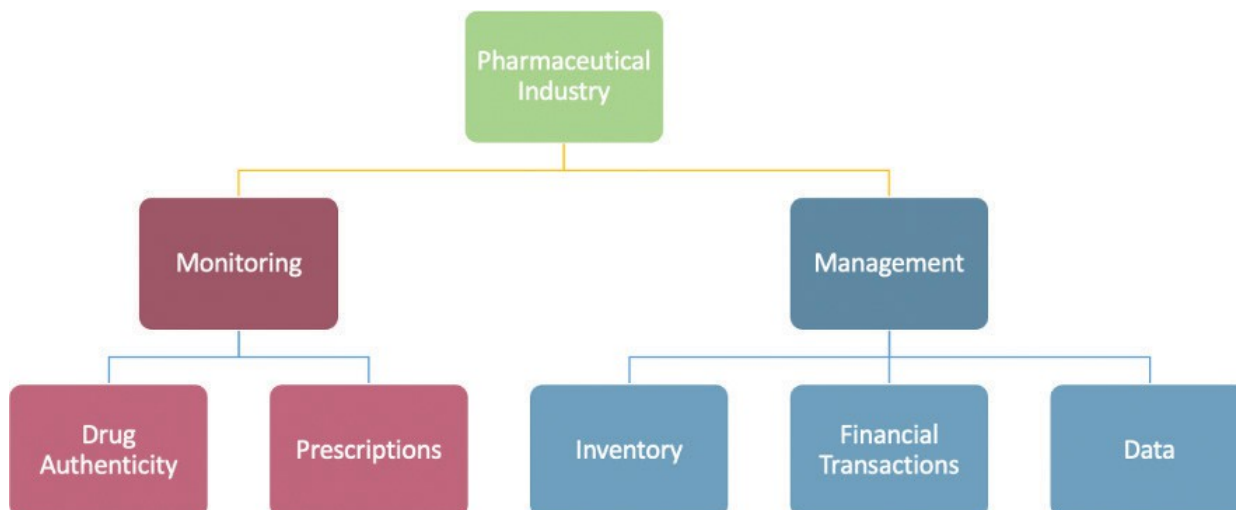 Pharmaceutical
Industry
Monitoring
Management
Drug
Authenticity
Prescriptions
Inventory
Financial
Transactions
Data